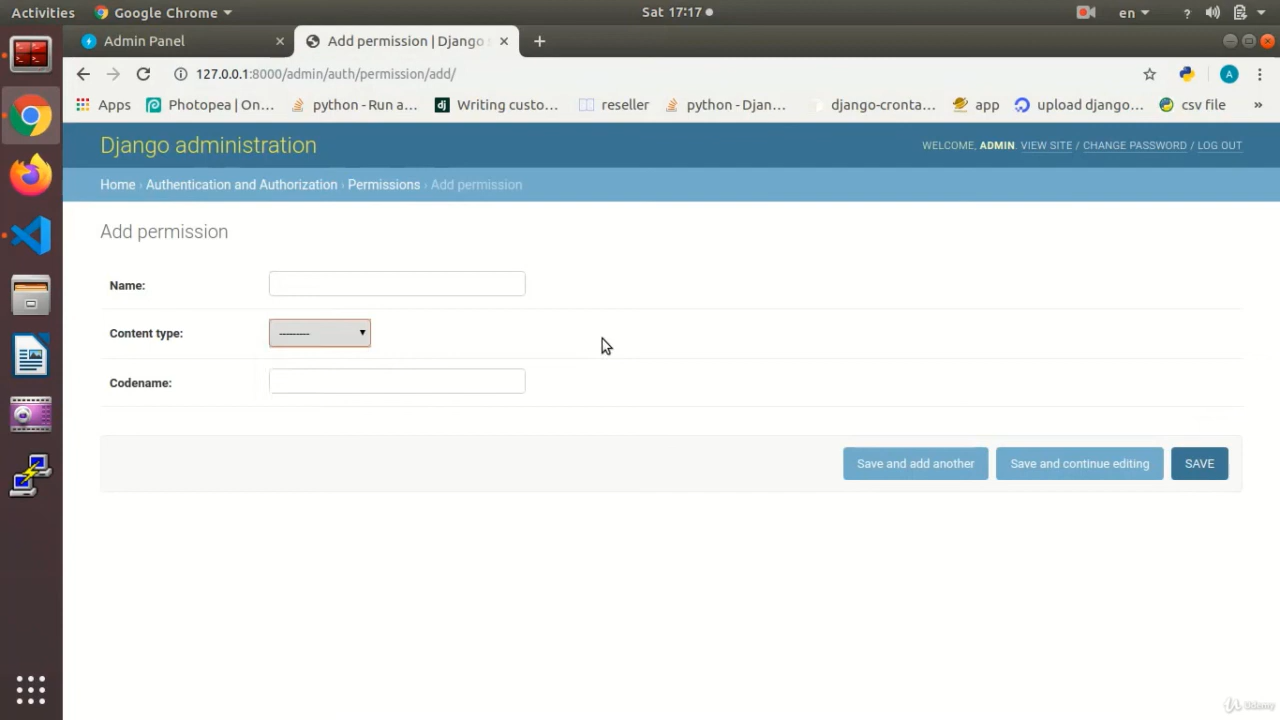 Activities Google Chrome ▾ Sat 17:17 ● en ▾ ?
Admin Panel × Add permission | Django × +
127.0.0.1:8000/admin/auth/permission/add/ A
Apps Photopea | On... python - Run a... dj Writing custo... reseller python - Djan... django-cronta... app upload django... csv file »
Django administration WELCOME, ADMIN. VIEW SITE / CHANGE PASSWORD / LOG OUT
Home › Authentication and Authorization › Permissions › Add permission
Add permission
Name:
Content type: --------- ▾
Codename:
Save and add another Save and continue editing SAVE
Udemy